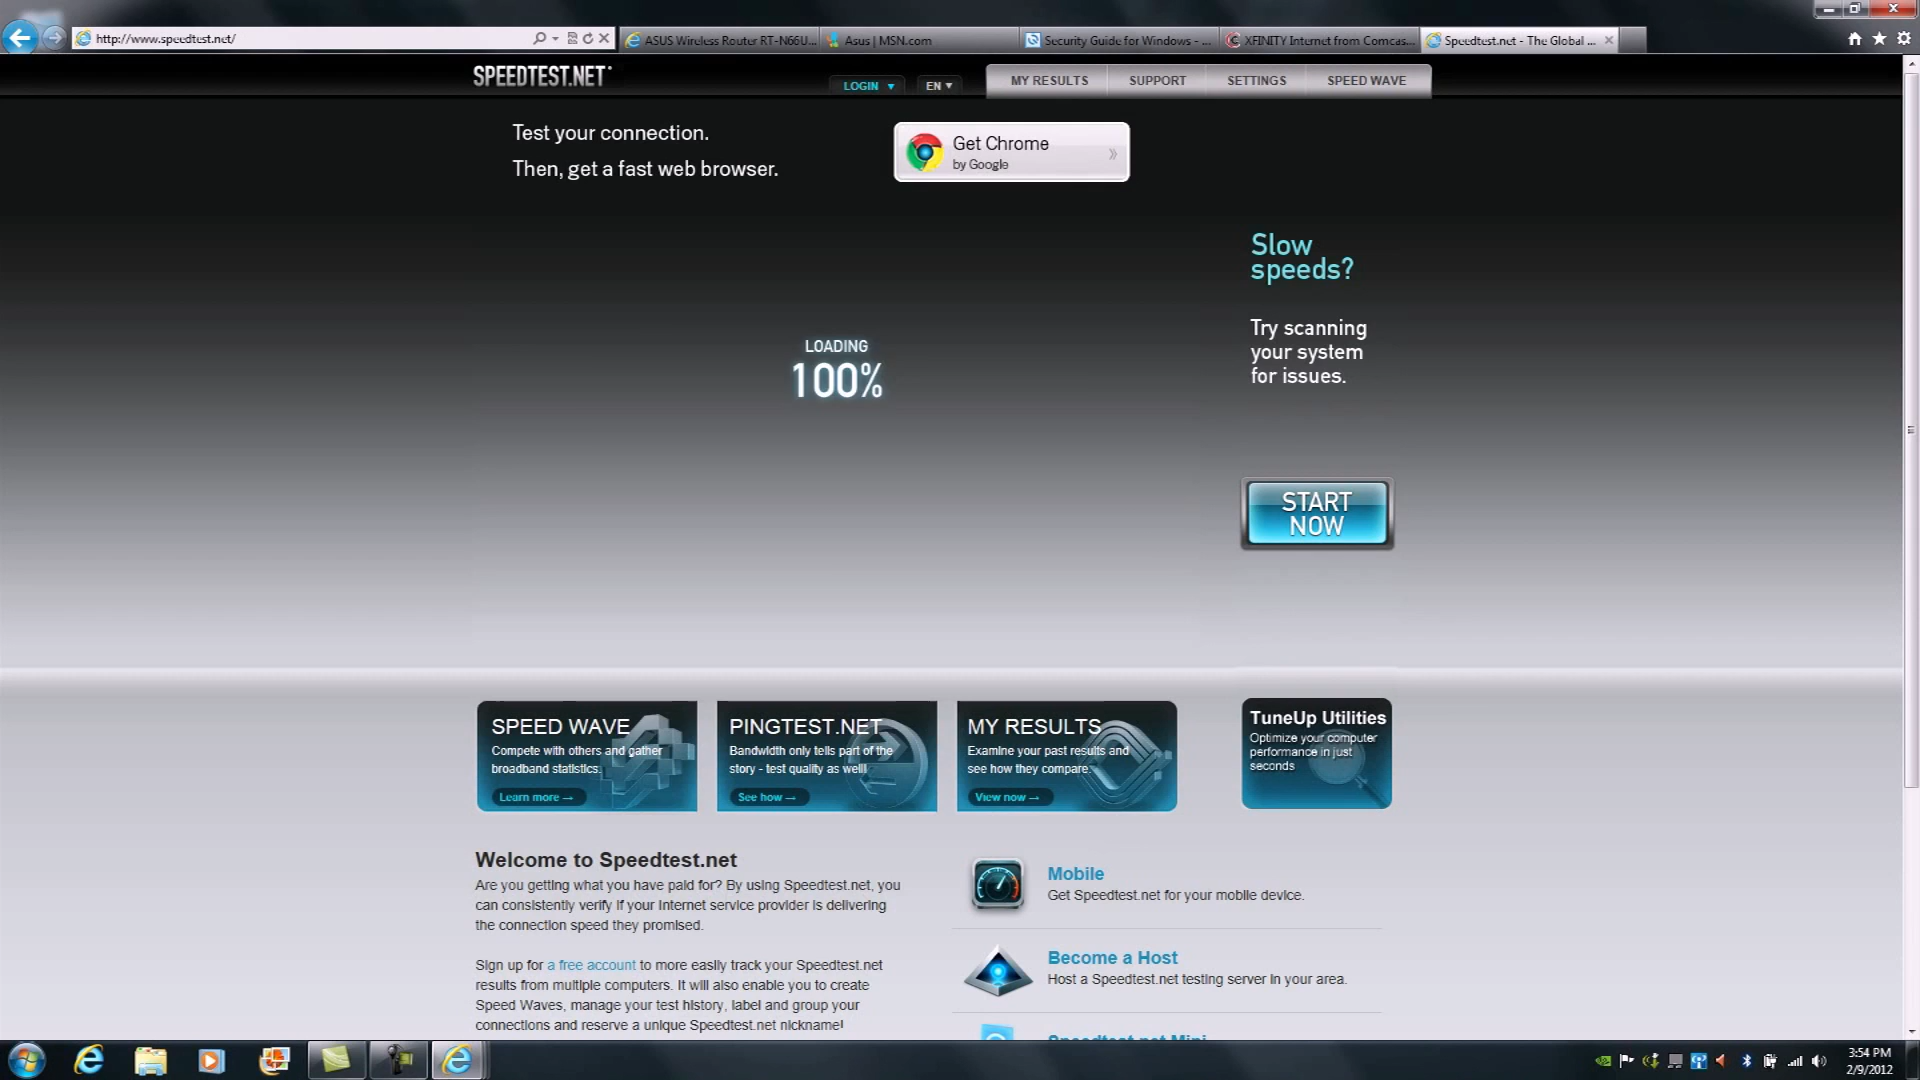 http://www.speedtest.net/
ASUS Wireless Router RT-N66U...
Asus | MSN.com
Security Guide for Windows - ...
XFINITY Internet from Comcas...
Speedtest.net - The Global ...
SPEEDTEST.NET
LOGIN
EN
MY RESULTS
SUPPORT
SETTINGS
SPEED WAVE
Test your connection.
Then, get a fast web browser.
Get Chrome
by Google
Slow
speeds?
Try scanning
your system
for issues.
LOADING
100%
START
NOW
SPEED WAVE
Compete with others and gather
broadband statistics.
Learn more →
PINGTEST.NET
Bandwidth only tells part of the
story - test quality as well!
See how →
MY RESULTS
Examine your past results and
see how they compare.
View now →
TuneUp Utilities
Optimize your computer
performance in just
seconds
Welcome to Speedtest.net
Are you getting what you have paid for? By using Speedtest.net, you
can consistently verify if your Internet service provider is delivering
the connection speed they promised.
Sign up for a free account to more easily track your Speedtest.net
results from multiple computers. It will also enable you to create
Speed Waves, manage your test history, label and group your
connections and reserve a unique Speedtest.net nickname!
Mobile
Get Speedtest.net for your mobile device.
Become a Host
Host a Speedtest.net testing server in your area.
Speedtest.net Mini
3:54 PM
2/9/2012